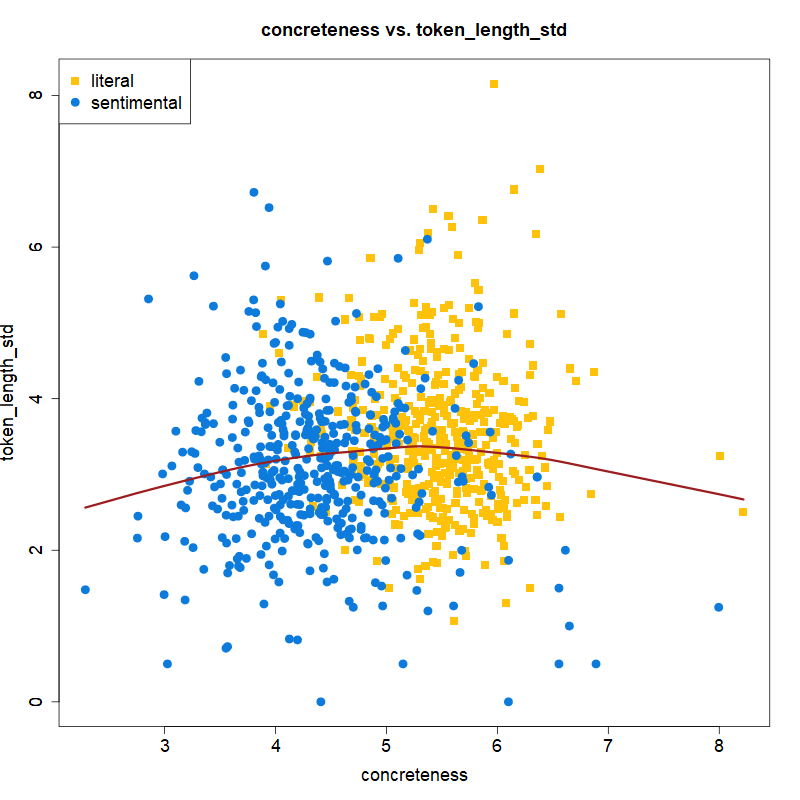 concreteness vs. token_length_std
literal
sentimental
8
6
4
2
0
token_length_std
3 4 5 6 7 8
concreteness